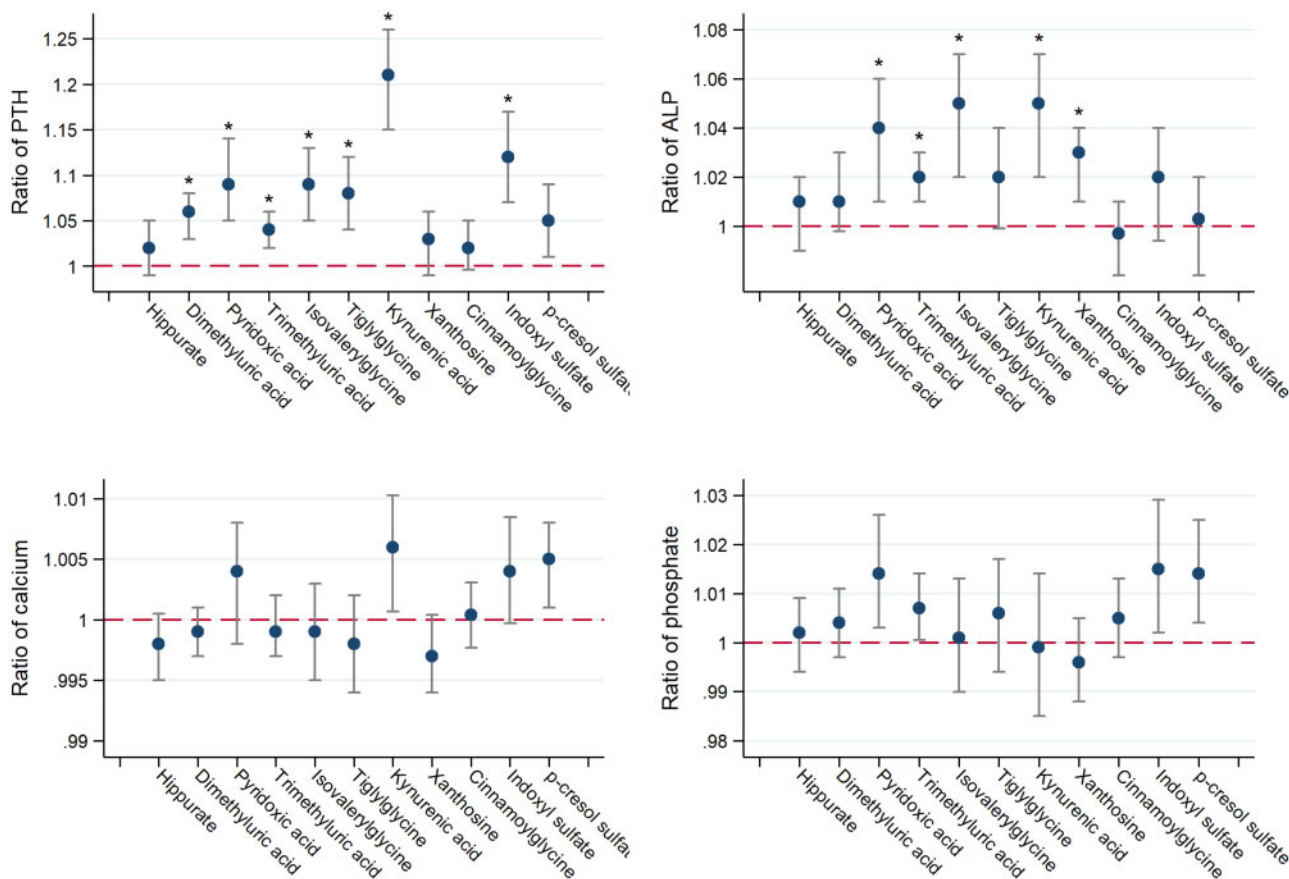 Ratio of PTH
1.25
1.2
1.15
1.1
1.05
1
* * * * * * * *
Hippurate
Dimethyluric acid
Pyridoxic acid
Trimethyluric acid
Isovalerylglycine
Tiglylglycine
Kynurenic acid
Xanthosine
Cinnamoylglycine
Indoxyl sulfate
p-cresol sulfate
Ratio of ALP
1.08
1.06
1.04
1.02
1
* * * * *
Hippurate
Dimethyluric acid
Pyridoxic acid
Trimethyluric acid
Isovalerylglycine
Tiglylglycine
Kynurenic acid
Xanthosine
Cinnamoylglycine
Indoxyl sulfate
p-cresol sulfate
Ratio of calcium
1.01
1.005
1
.995
.99
Hippurate
Dimethyluric acid
Pyridoxic acid
Trimethyluric acid
Isovalerylglycine
Tiglylglycine
Kynurenic acid
Xanthosine
Cinnamoylglycine
Indoxyl sulfate
p-cresol sulfate
Ratio of phosphate
1.03
1.02
1.01
1
.99
.98
Hippurate
Dimethyluric acid
Pyridoxic acid
Trimethyluric acid
Isovalerylglycine
Tiglylglycine
Kynurenic acid
Xanthosine
Cinnamoylglycine
Indoxyl sulfate
p-cresol sulfate